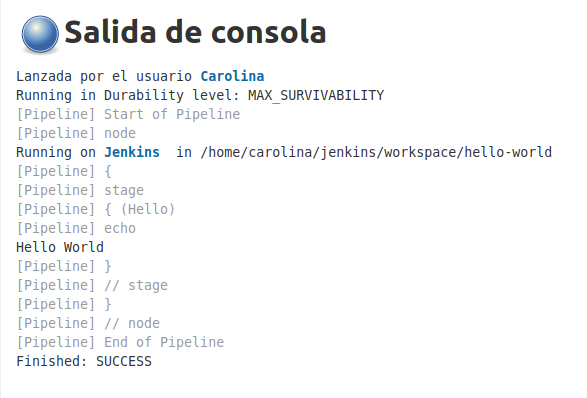 Salida de consola
Lanzada por el usuario Carolina
Running in Durability level: MAX_SURVIVABILITY
[Pipeline] Start of Pipeline
[Pipeline] node
Running on Jenkins  in /home/carolina/jenkins/workspace/hello-world
[Pipeline] {
[Pipeline] stage
[Pipeline] { (Hello)
[Pipeline] echo
Hello World
[Pipeline] }
[Pipeline] // stage
[Pipeline] }
[Pipeline] // node
[Pipeline] End of Pipeline
Finished: SUCCESS